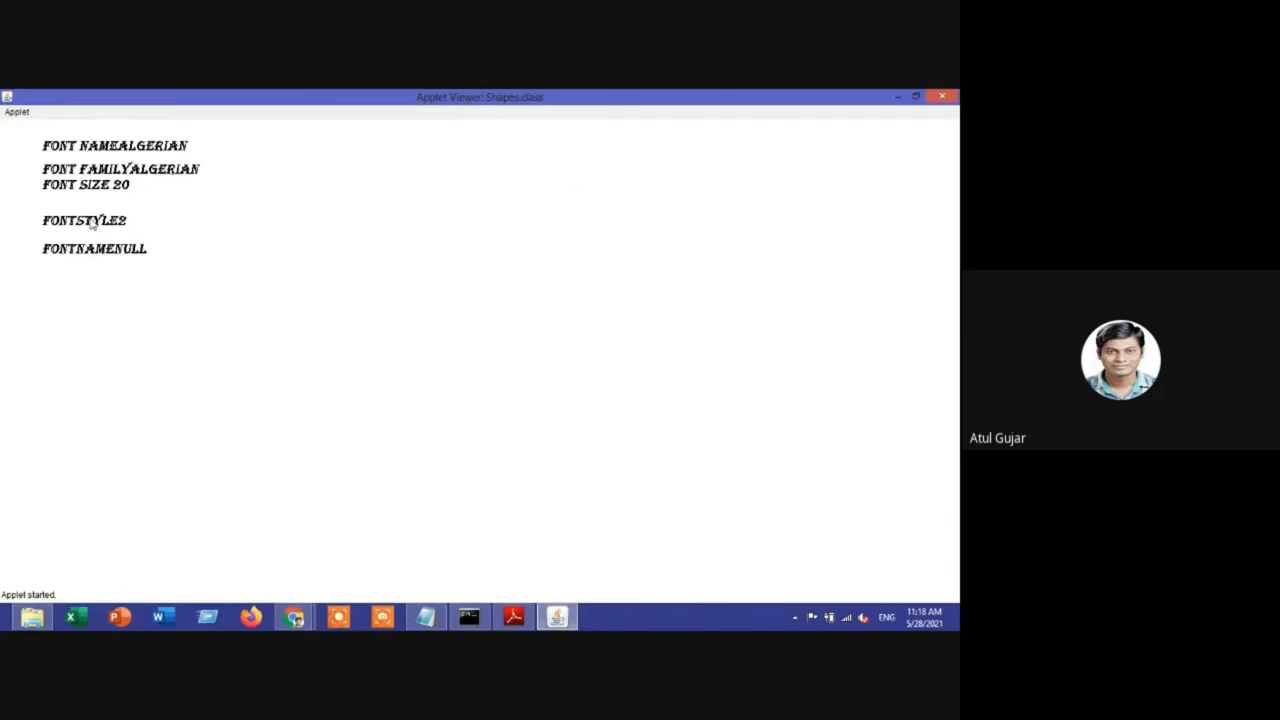 Applet Viewer: Shapes.class
Applet
FONT NAMEALGERIAN
FONT FAMILYALGERIAN
FONT SIZE 20
FONTSTYLE2
FONTNAMENULL
Atul Gujar
Applet started.
ENG
11:18 AM
5/28/2021